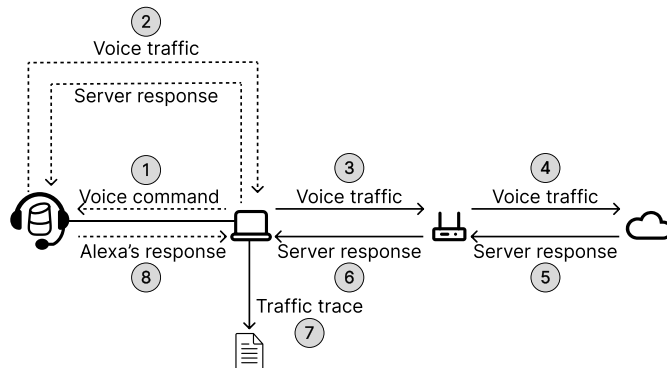 2
Voice traffic
Server response
1
Voice command
3
Voice traffic
4
Voice traffic
Alexa's response
8
Server response
6
Server response
5
Traffic trace
7